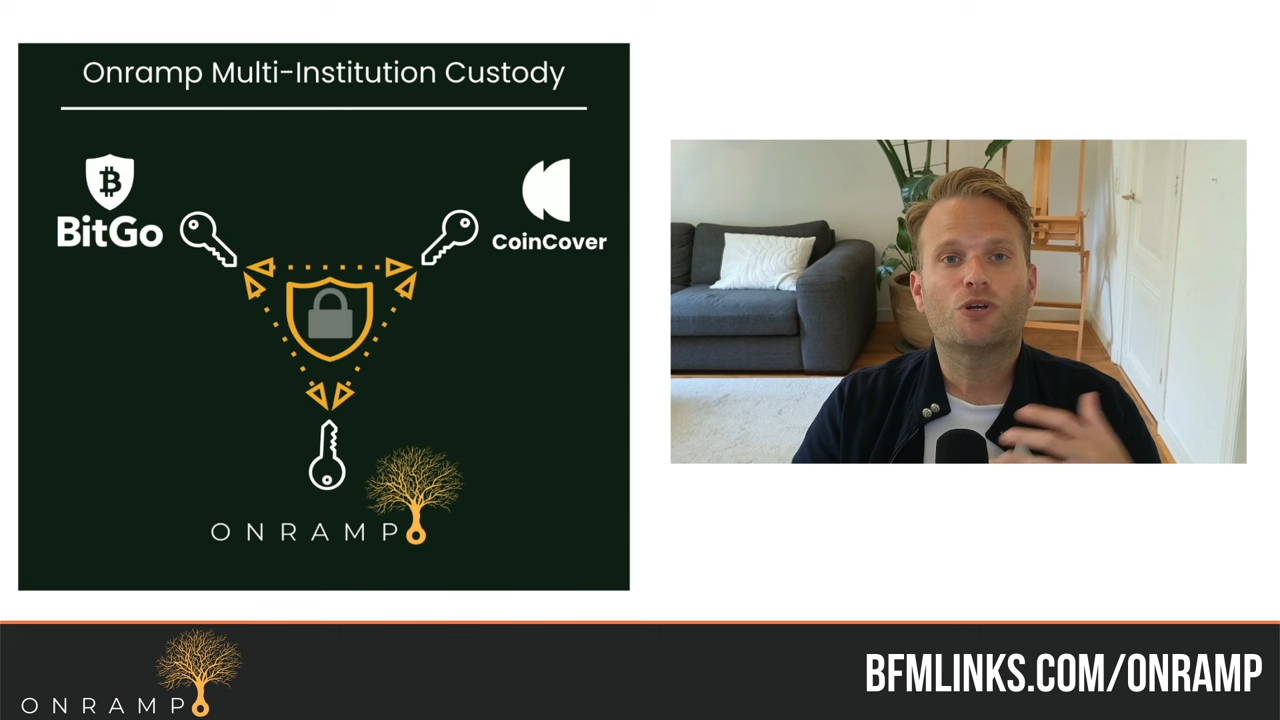 Onramp Multi-Institution Custody
BitGo
CoinCover
ONRAMP
ONRAMP
BFMLINKS.COM/ONRAMP